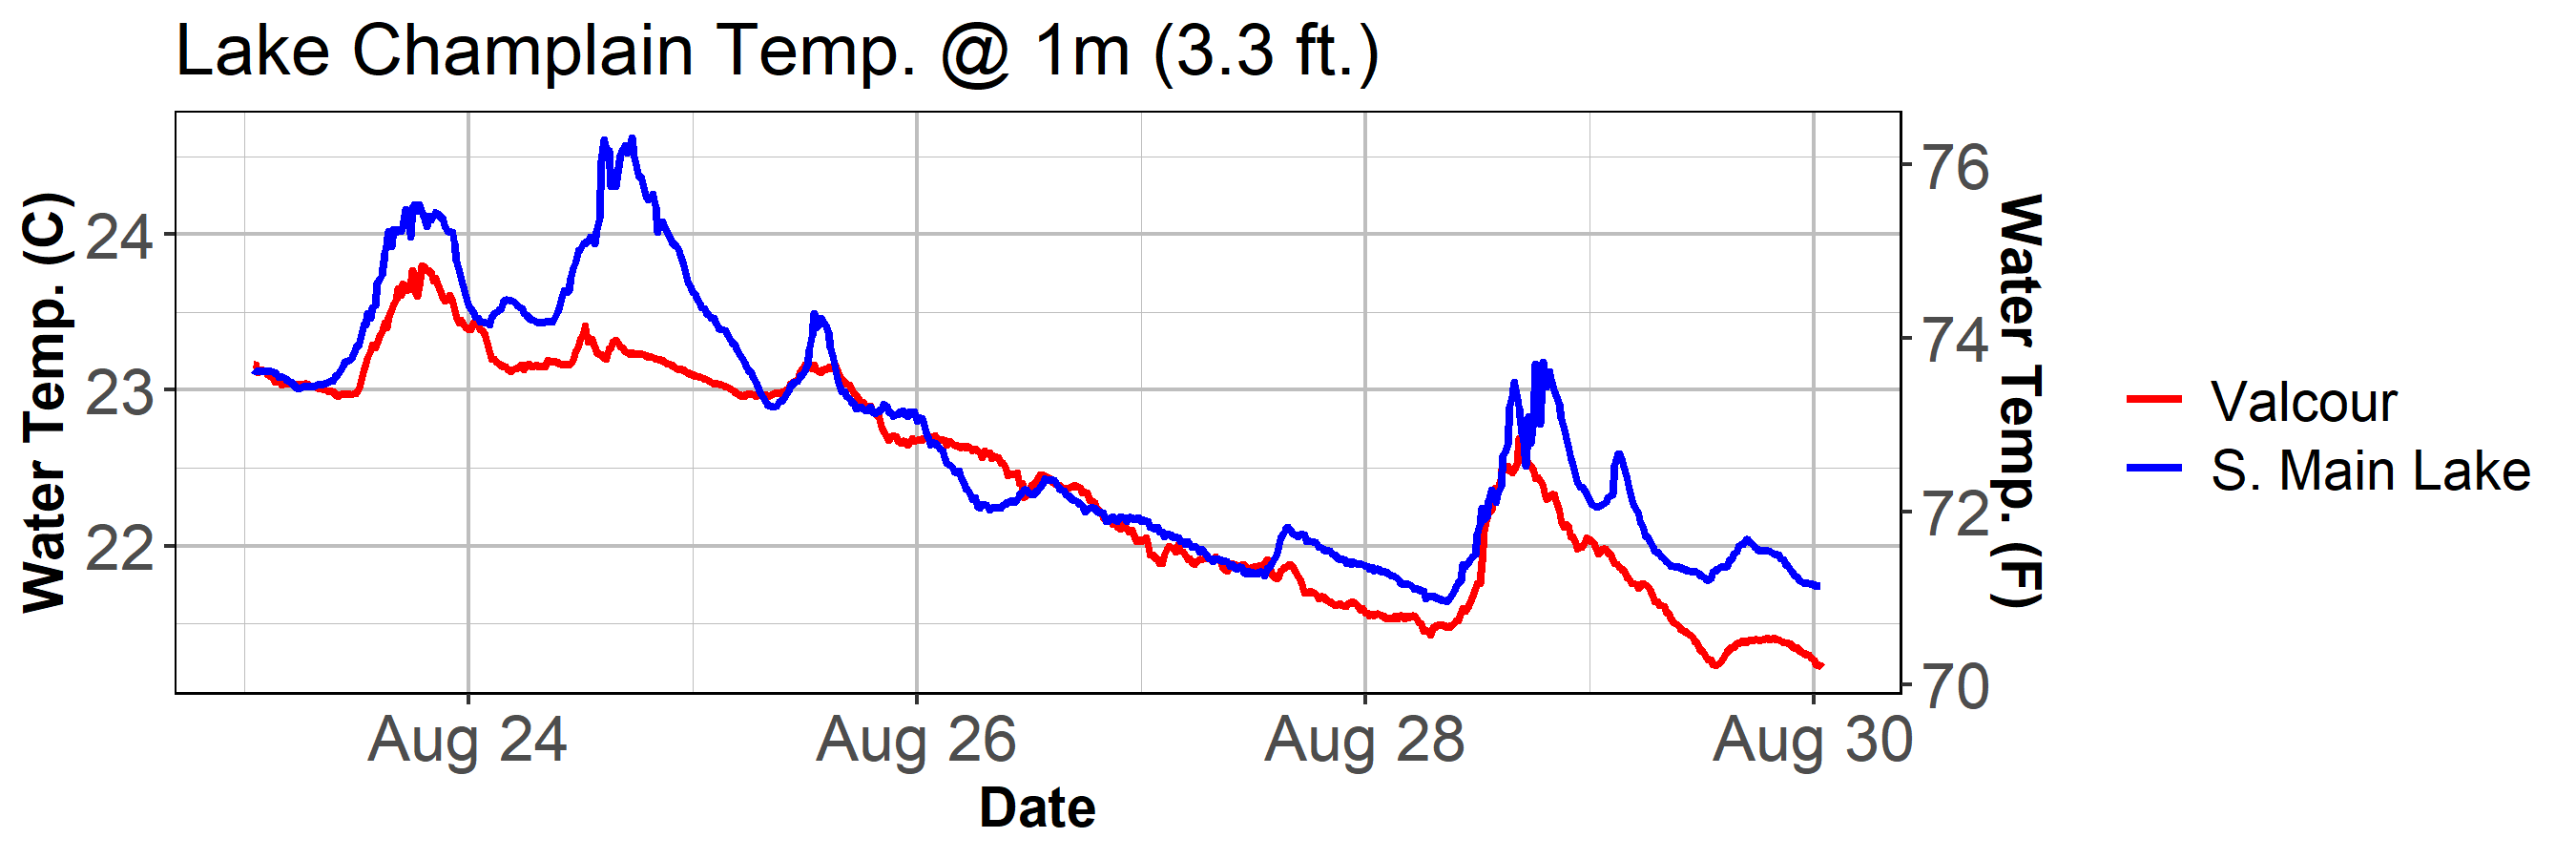 Lake Champlain Temp. @ 1m (3.3 ft.)
Water Temp. (C)
24
23
22
76
74
72
70
Water Temp. (F)
Aug 24
Aug 26
Aug 28
Aug 30
Date
Valcour
S. Main Lake